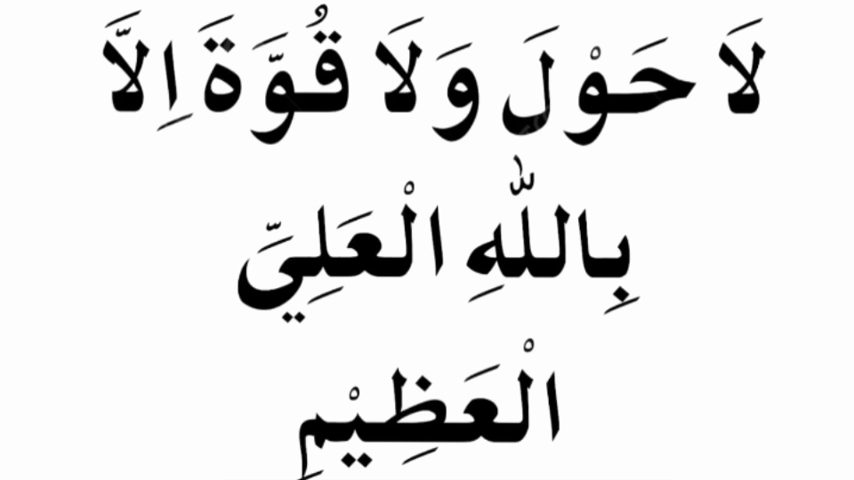 لَا حَوْلَ وَلَا قُوَّةَ اِلَّا
بِاللّٰهِ الْعَلِيَّ
الْعَظِيْمِ